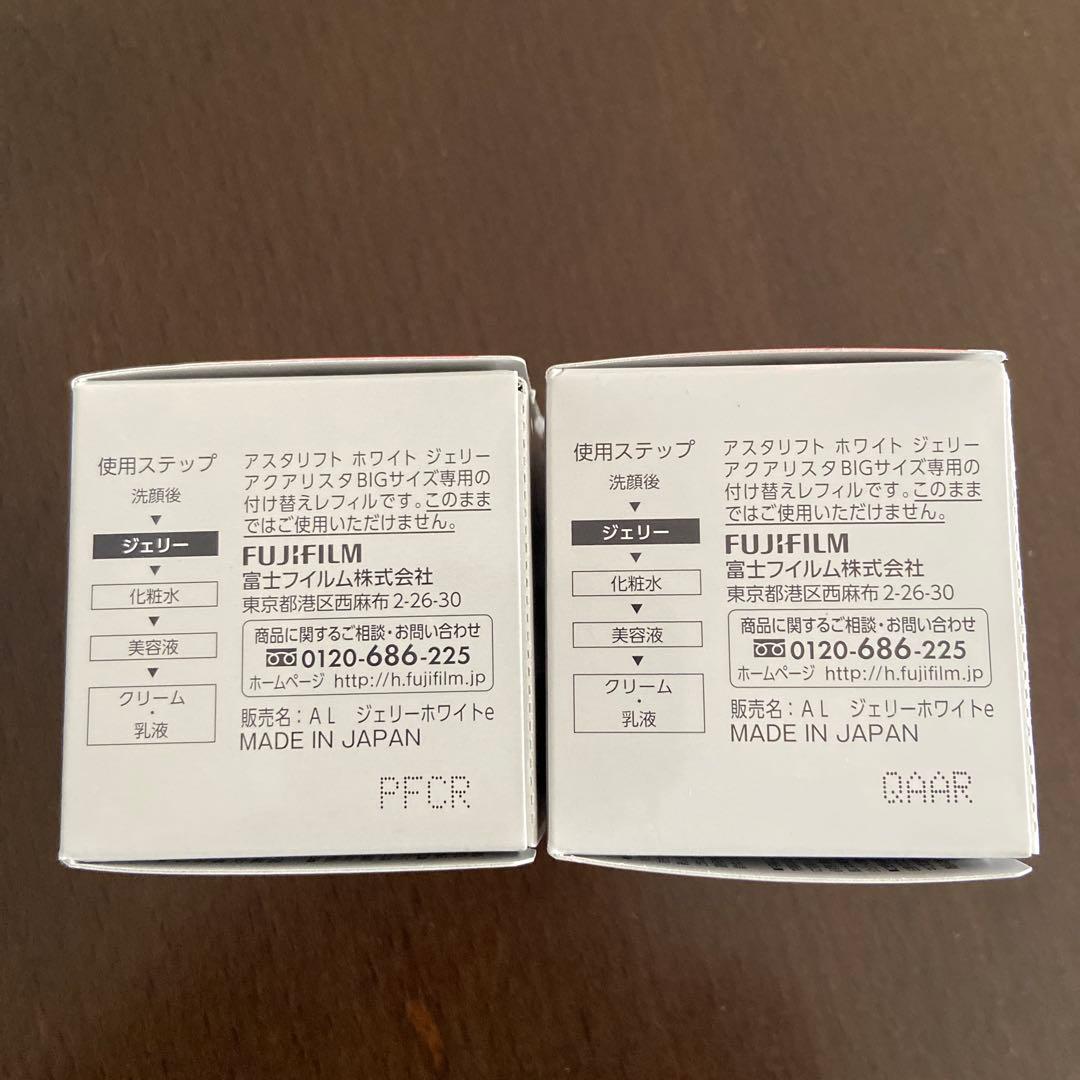 使用ステップ
洗顔後
▼
ジェリー
▼
化粧水
▼
美容液
▼
クリーム
・
乳液
アスタリフト ホワイト ジェリー
アクアリスタBIGサイズ専用の
付け替えレフィルです。このまま
ではご使用いただけません。
FUJIFILM
富士フイルム株式会社
東京都港区西麻布2-26-30
商品に関するご相談・お問い合わせ
0120-686-225
ホームページ http://h.fujifilm.jp
販売名：AL ジェリーホワイトe
MADE IN JAPAN
PFCR
使用ステップ
洗顔後
▼
ジェリー
▼
化粧水
▼
美容液
▼
クリーム
・
乳液
アスタリフト ホワイト ジェリー
アクアリスタBIGサイズ専用の
付け替えレフィルです。このまま
ではご使用いただけません。
FUJIFILM
富士フイルム株式会社
東京都港区西麻布2-26-30
商品に関するご相談・お問い合わせ
0120-686-225
ホームページ http://h.fujifilm.jp
販売名：AL ジェリーホワイトe
MADE IN JAPAN
QAAR